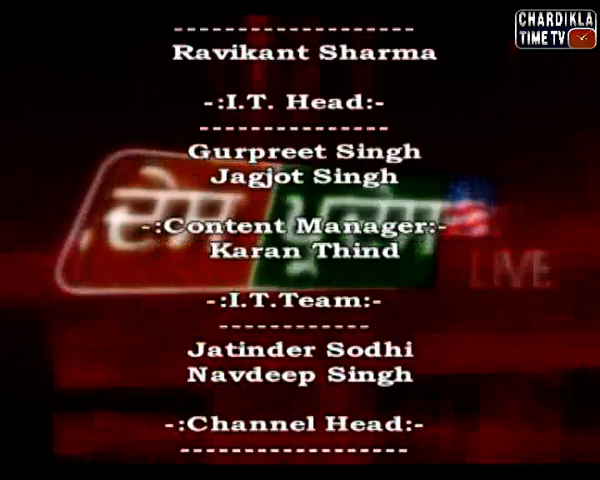 CHARDIKLA
TIME TV
-------------------
Ravikant Sharma
-:I.T. Head:-
---------------
Gurpreet Singh
Jagjot Singh
-:Content Manager:-
Karan Thind
-:I.T.Team:-
------------
Jatinder Sodhi
Navdeep Singh
-:Channel Head:-
------------------
LIVE